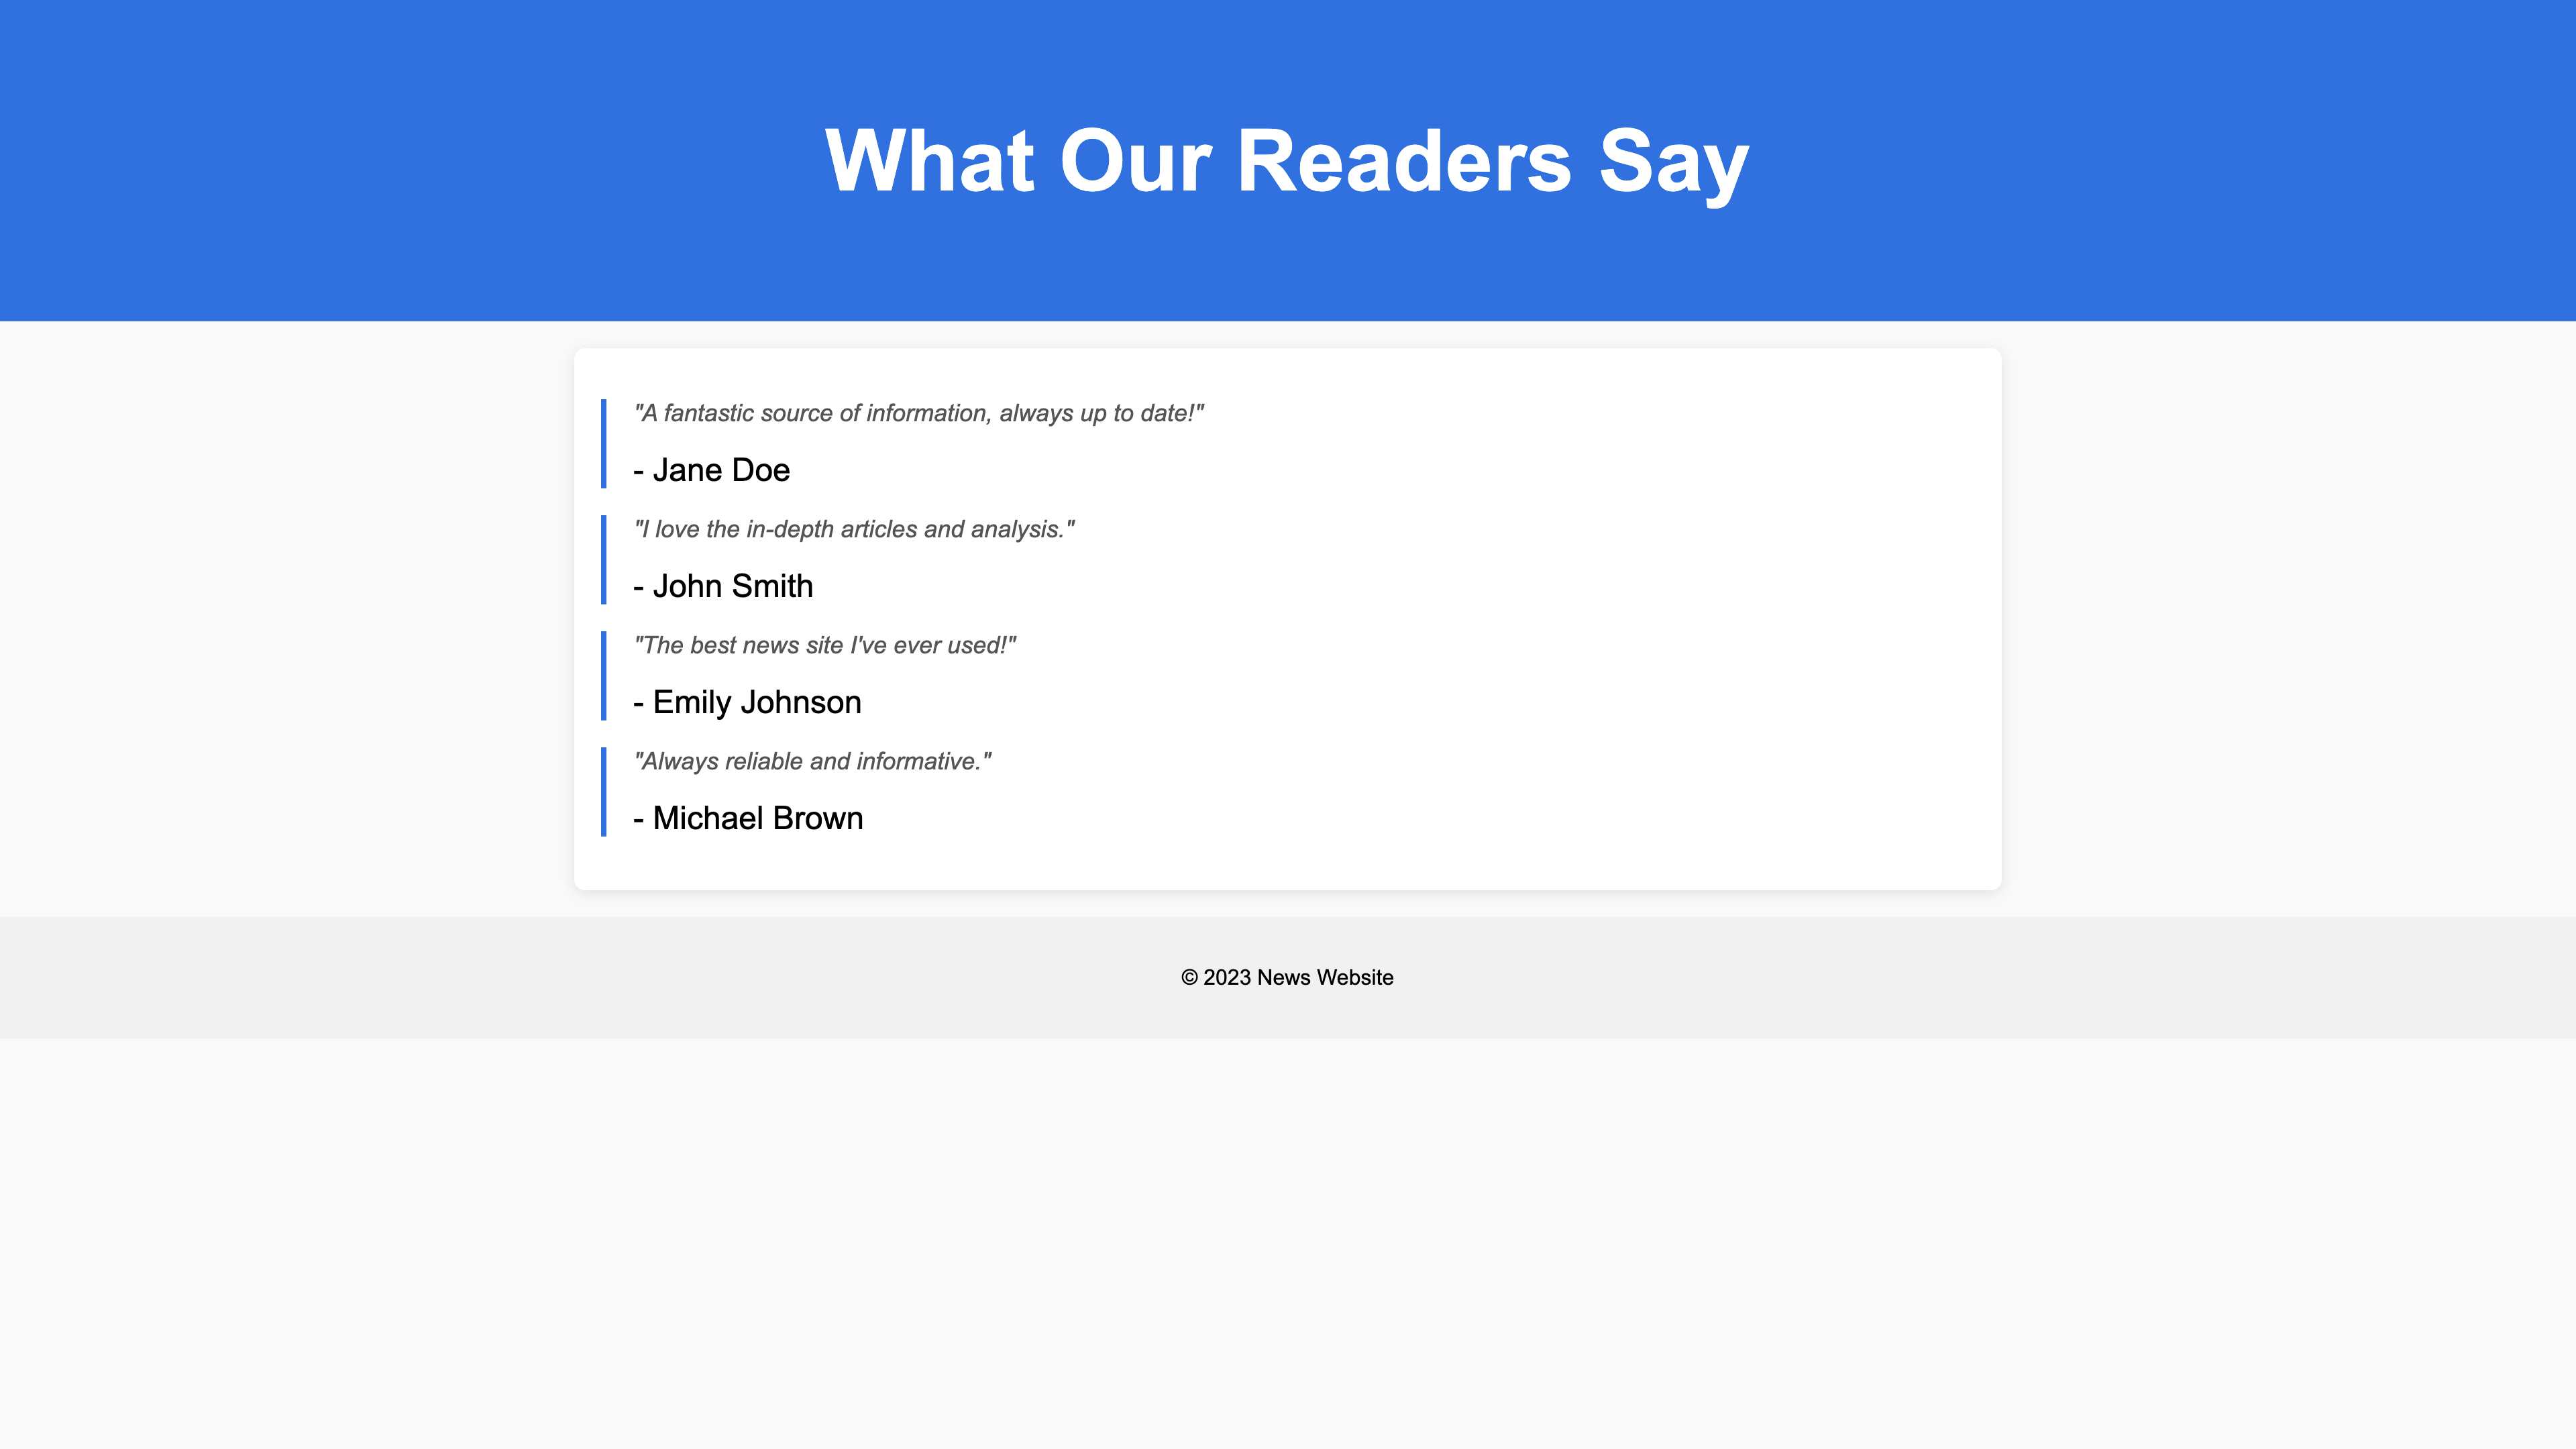 What Our Readers Say
"A fantastic source of information, always up to date!"
- Jane Doe
"I love the in-depth articles and analysis."
- John Smith
"The best news site I've ever used!"
- Emily Johnson
"Always reliable and informative."
- Michael Brown
© 2023 News Website